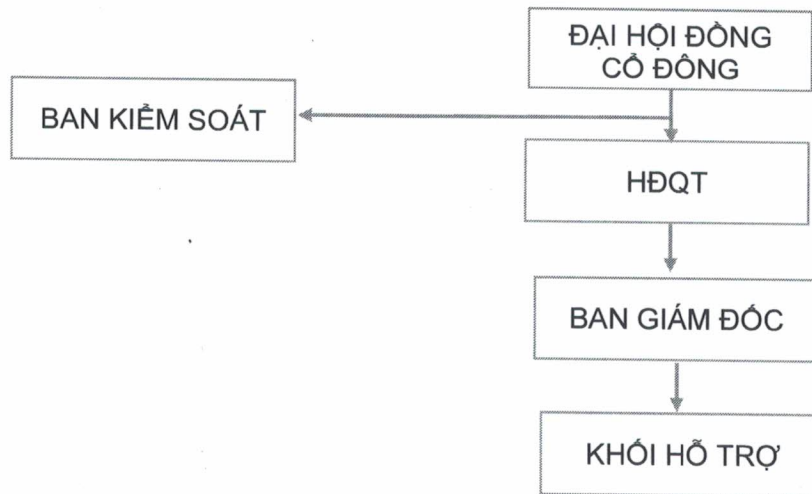 ĐẠI HỘI ĐỒNG
CỔ ĐÔNG
BAN KIỂM SOÁT
HĐQT
BAN GIÁM ĐỐC
KHỐI HỖ TRỢ